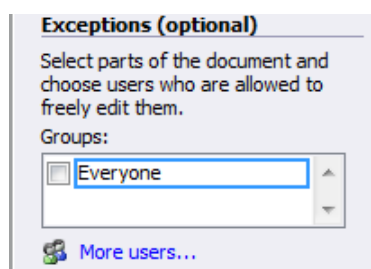 Exceptions (optional)
Select parts of the document and
choose users who are allowed to
freely edit them.
Groups:
Everyone
More users...